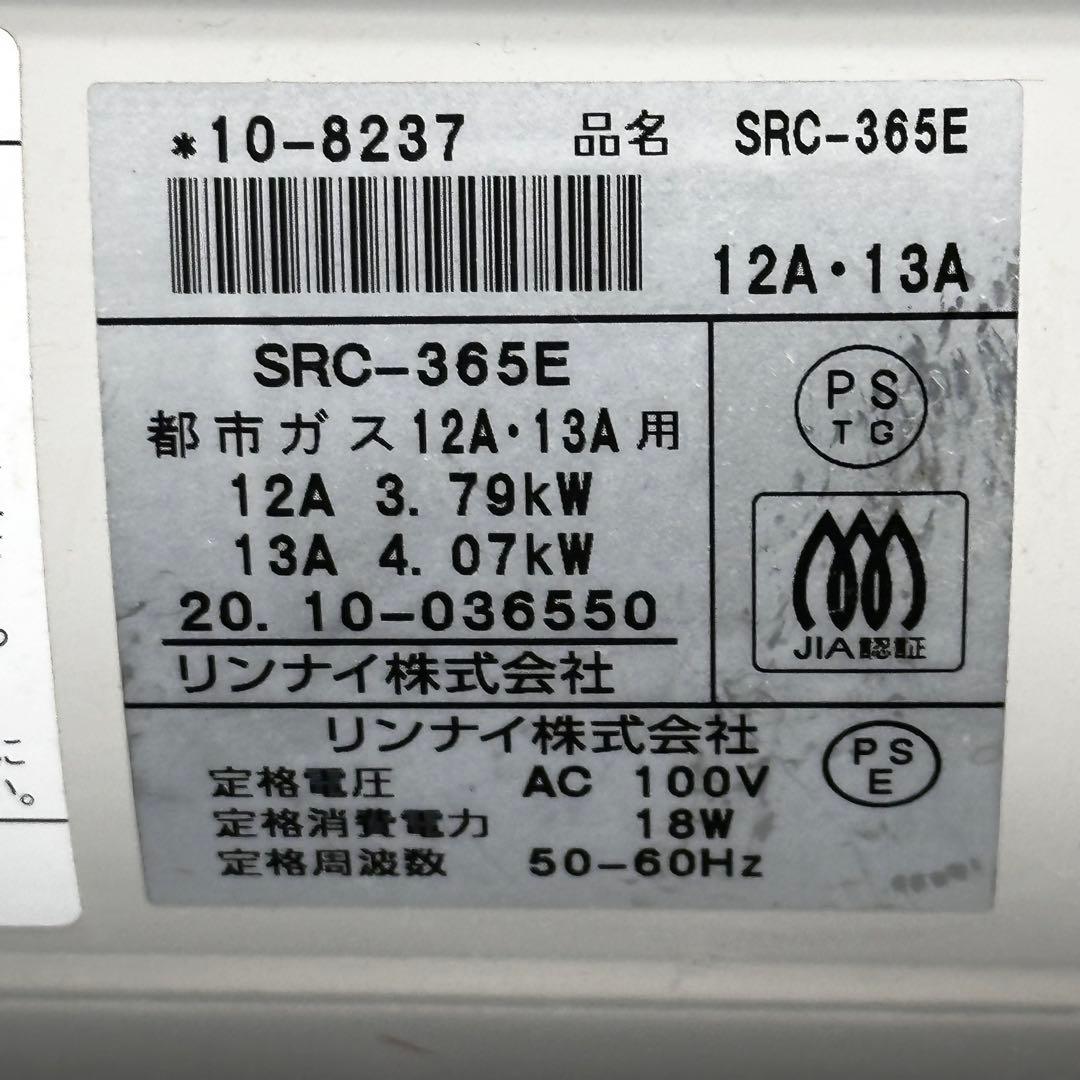 *10-8237 品名 SRC-365E
12A・13A
SRC-365E
都市ガス12A・13A用
12A 3.79kW
13A 4.07kW
20.10-036550
リンナイ株式会社
PS
TG
JIA認証
リンナイ株式会社
定格電圧 AC 100V
定格消費電力 18W
定格周波数 50-60Hz
PS
E
に
い。